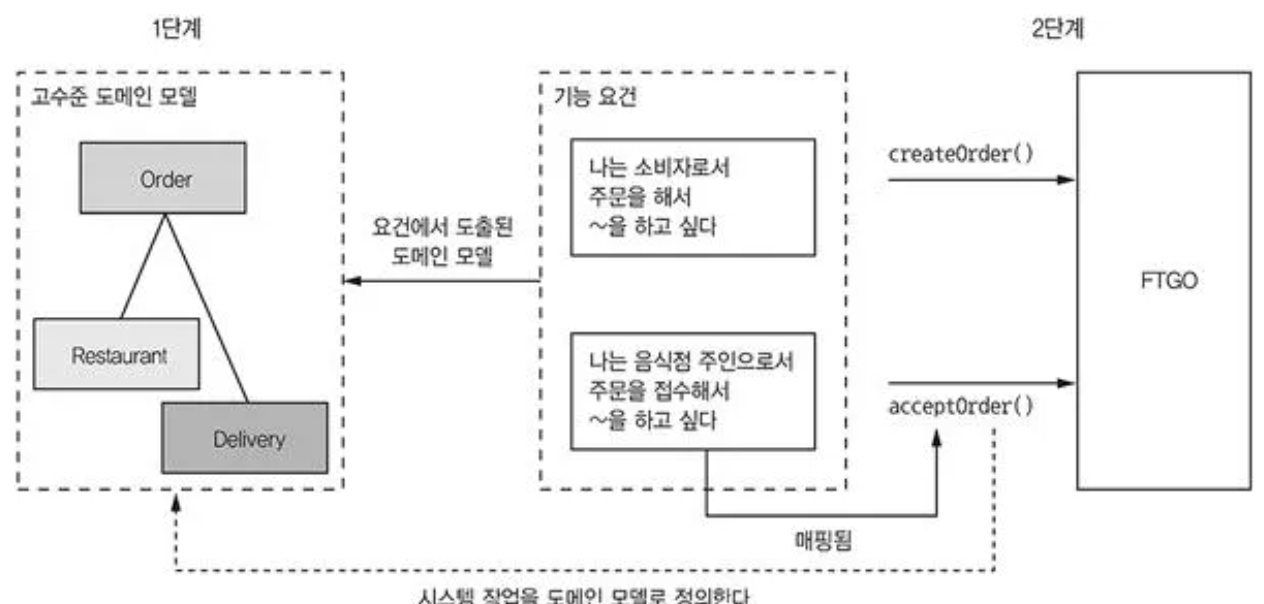 1단계
2단계
고수준 도메인 모델
Order
Restaurant
Delivery
요건에서 도출된
도메인 모델
기능 요건
나는 소비자로서
주문을 해서
~을 하고 싶다
나는 음식점 주인으로서
주문을 접수해서
~을 하고 싶다
createOrder()
acceptOrder()
FTGO
매핑됨
시스템 작업을 도메인 모델로 정의한다